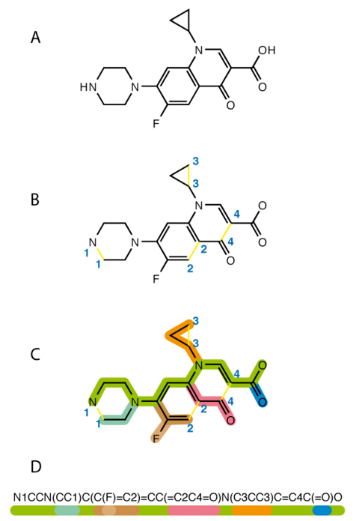 A
N
OH
HN
N
O
O
F
B
3
3
N
4
O
N
N
2
4
O
1
1
O
F
2
C
3
3
N
4
O
N
N
2
4
O
1
1
O
F
2
D
N1CCN(CC1)C(C(F)=C2)=CC(=C2C4=O)N(C3CC3)C=C4C(=O)O